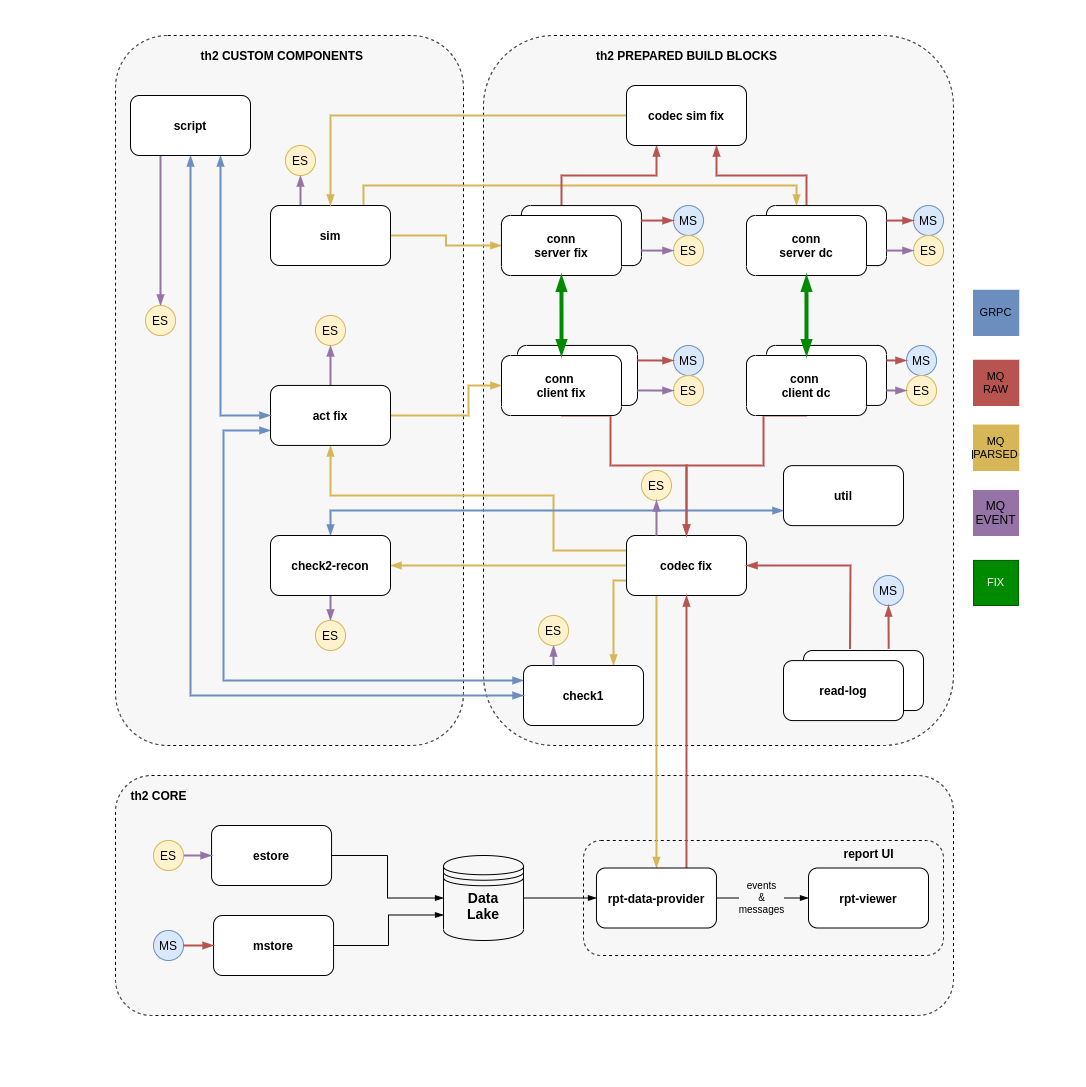 th2 CUSTOM COMPONENTS
th2 PREPARED BUILD BLOCKS
script
codec sim fix
ES
sim
conn
server fix
MS
ES
conn
server dc
MS
ES
ES
ES
act fix
conn
client fix
MS
ES
conn
client dc
MS
ES
ES
util
check2-recon
codec fix
ES
ES
MS
check1
read-log
GRPC
MQ
RAW
MQ
PARSED
MQ
EVENT
FIX
th2 CORE
ES
estore
MS
mstore
Data
Lake
report UI
rpt-data-provider
events
&
messages
rpt-viewer